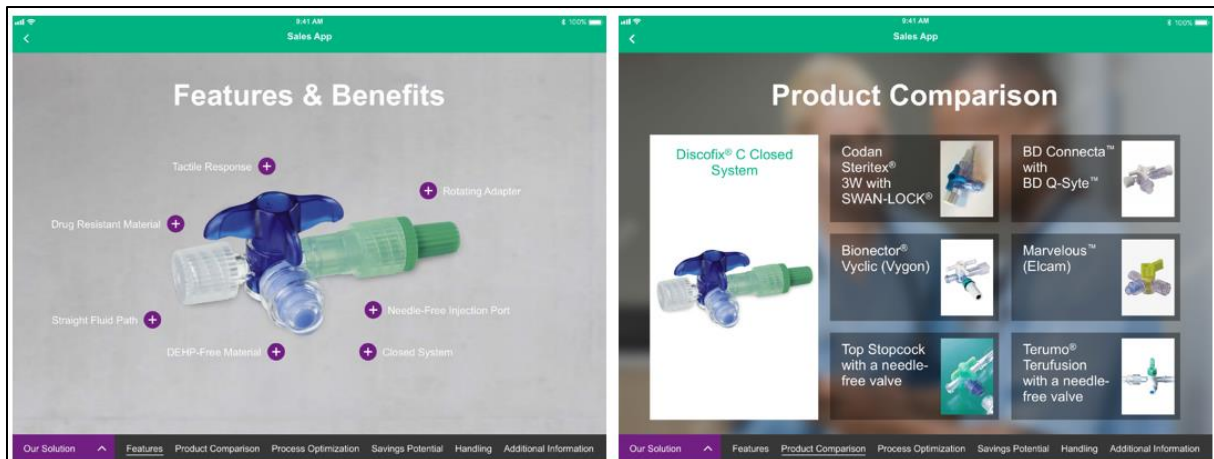 9:41 AM
100%
Sales App
Features & Benefits
Tactile Response
Rotating Adapter
Drug Resistant Material
Needle-Free Injection Port
Straight Fluid Path
DEHP-Free Material
Closed System
Our Solution Features Product Comparison Process Optimization Savings Potential Handling Additional Information
9:41 AM
100%
Sales App
Product Comparison
Discofix® C Closed
System
Codan
Steritex®
3W with
SWAN-LOCK®
BD Connecta™
with
BD Q-Syte™
Bionector®
Vyclic (Vygon)
Marvelous™
(Elcam)
Top Stopcock
with a needle-
free valve
Terumo®
Terufusion
with a needle-
free valve
Our Solution Features Product Comparison Process Optimization Savings Potential Handling Additional Information